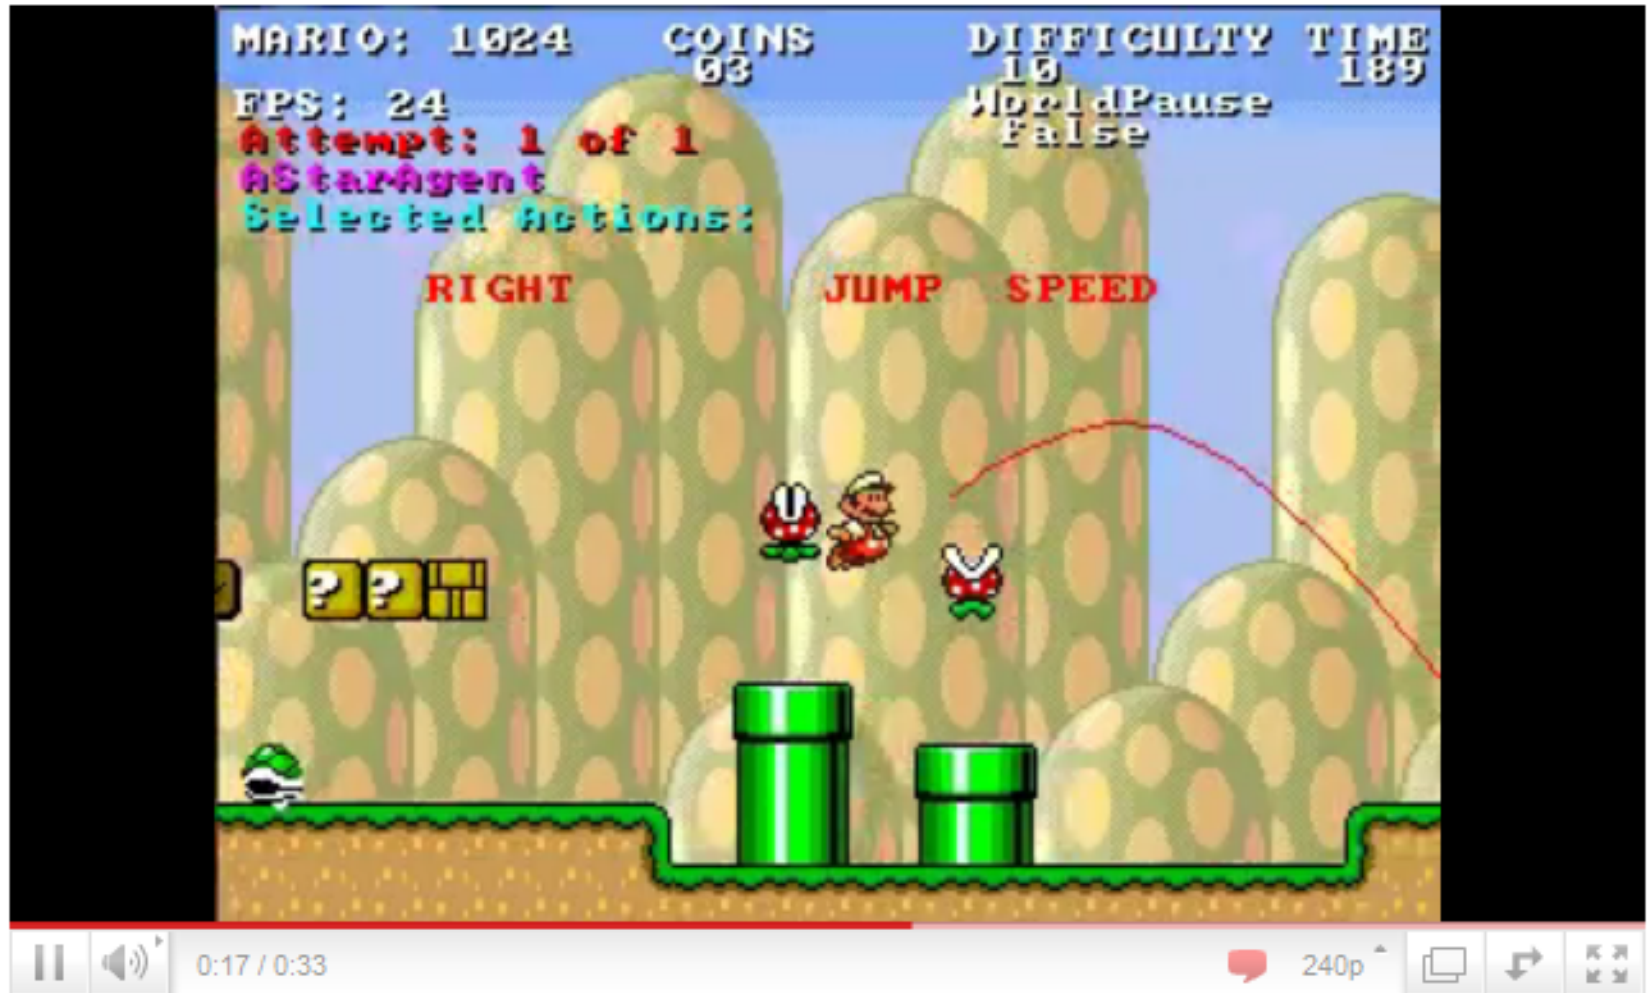 MARIO: 1024 COINS DIFFICULTY TIME
03 10 189
FPS: 24 WorldPause
Attempt: 1 of 1 False
AStarAgent
Selected Actions:
RIGHT JUMP SPEED
? ?
0:17 / 0:33 240p